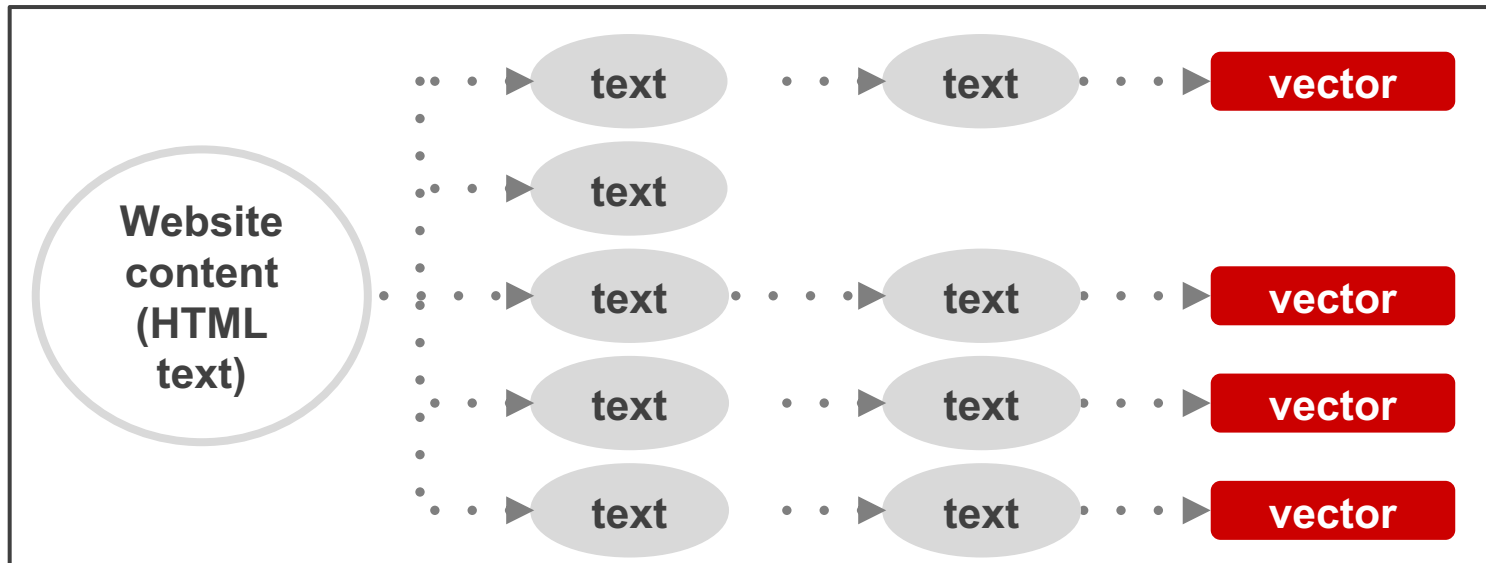 text text vector
text
Website
content
(HTML
text)
text text vector
text text vector
text text vector